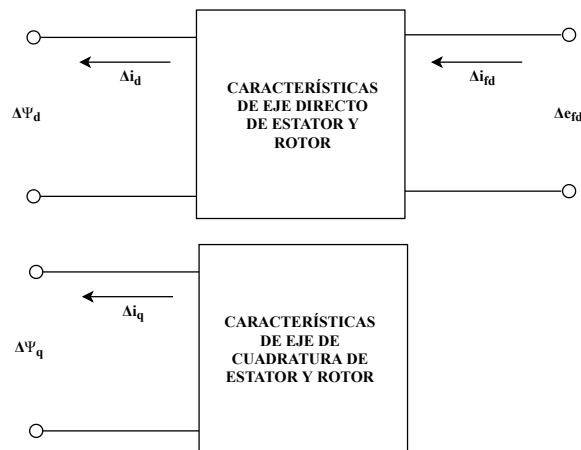 Δi_d
Δi_fd
CARACTERÍSTICAS
DE EJE DIRECTO
DE ESTATOR Y
ROTOR
ΔΨ_d
Δe_fd
Δi_q
CARACTERÍSTICAS
DE EJE DE
CUADRATURA DE
ESTATOR Y ROTOR
ΔΨ_q